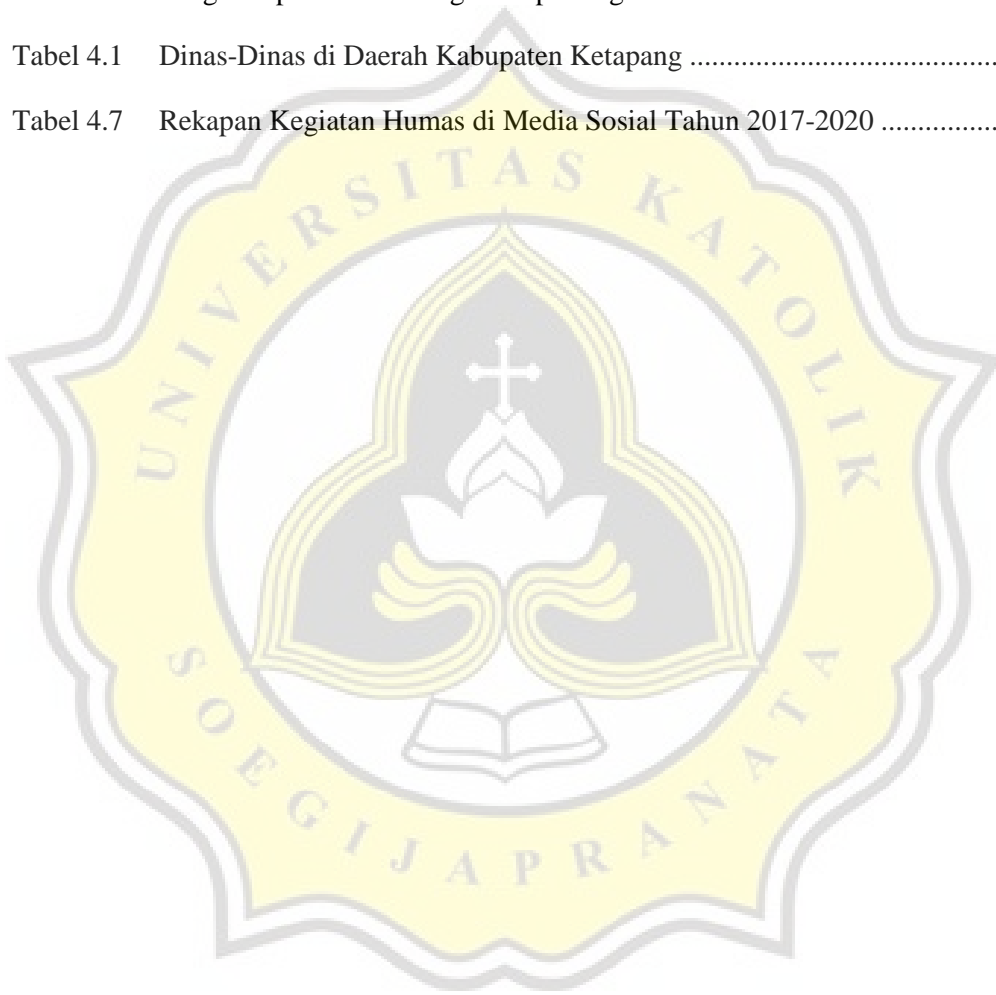 Tabel 4.1 Dinas-Dinas di Daerah Kabupaten Ketapang ..........................................
Tabel 4.7 Rekapan Kegiatan Humas di Media Sosial Tahun 2017-2020 ................
UNIVERSITAS KATOLIK
SOEGIJAPRANATA